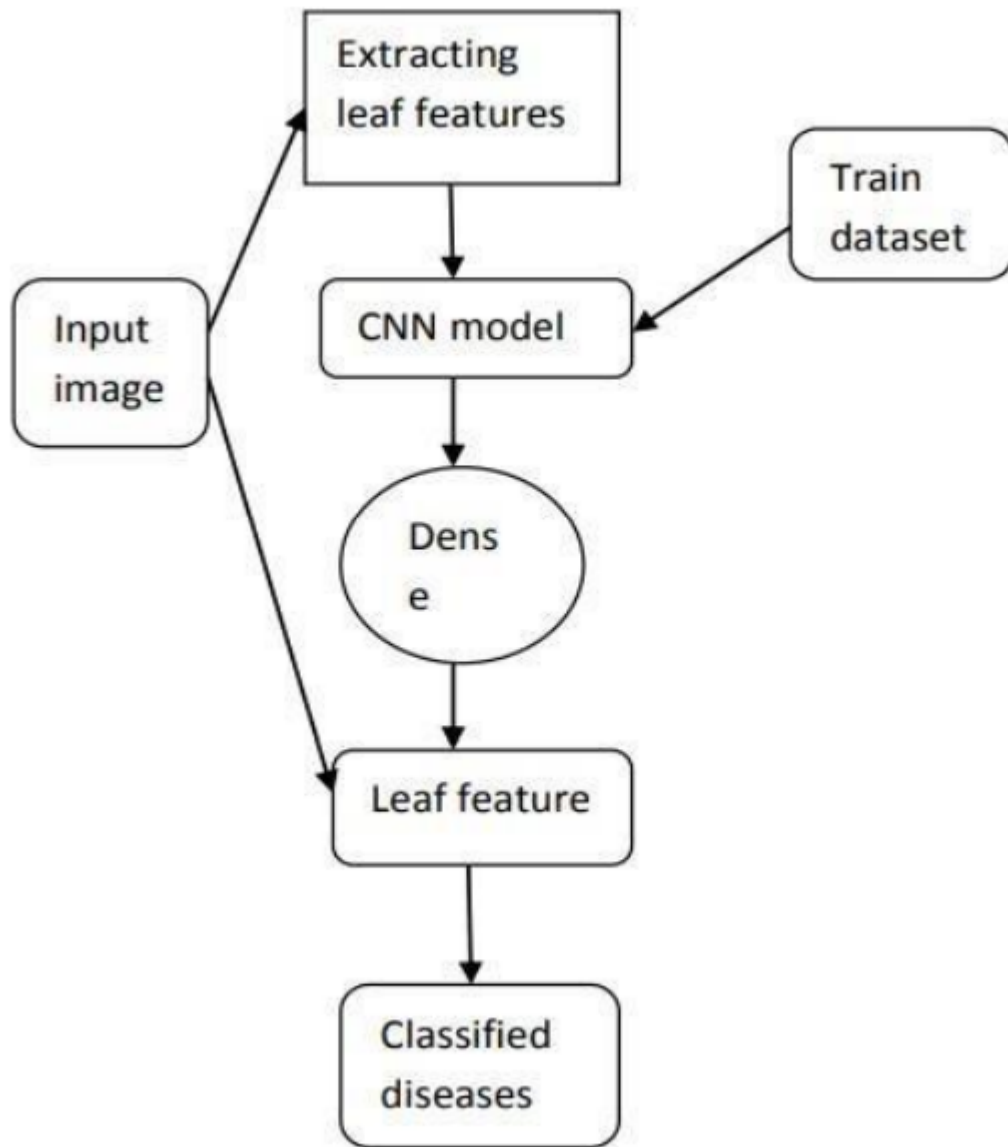 Extracting
leaf features
Train
dataset
Input
image
CNN model
Dens
e
Leaf feature
Classified
diseases